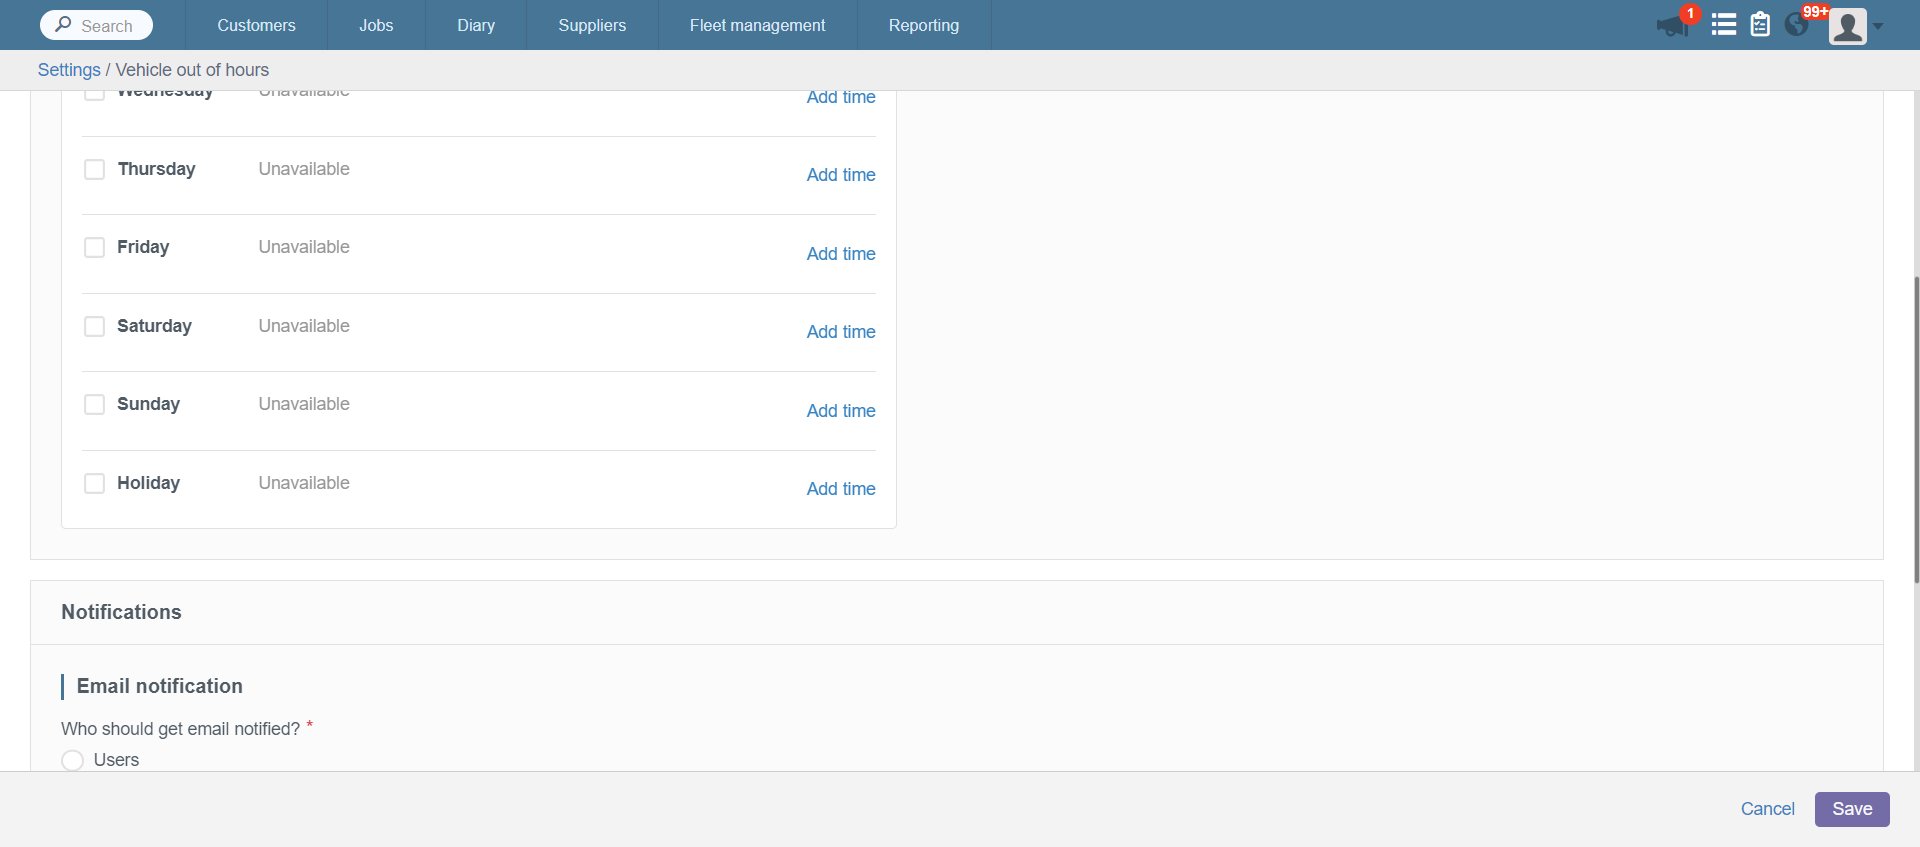 Search
Customers
Jobs
Diary
Suppliers
Fleet management
Reporting
1
99+
Settings / Vehicle out of hours
Wednesday Unavailable Add time
Thursday Unavailable Add time
Friday Unavailable Add time
Saturday Unavailable Add time
Sunday Unavailable Add time
Holiday Unavailable Add time
Notifications
Email notification
Who should get email notified? *
Users
Cancel
Save